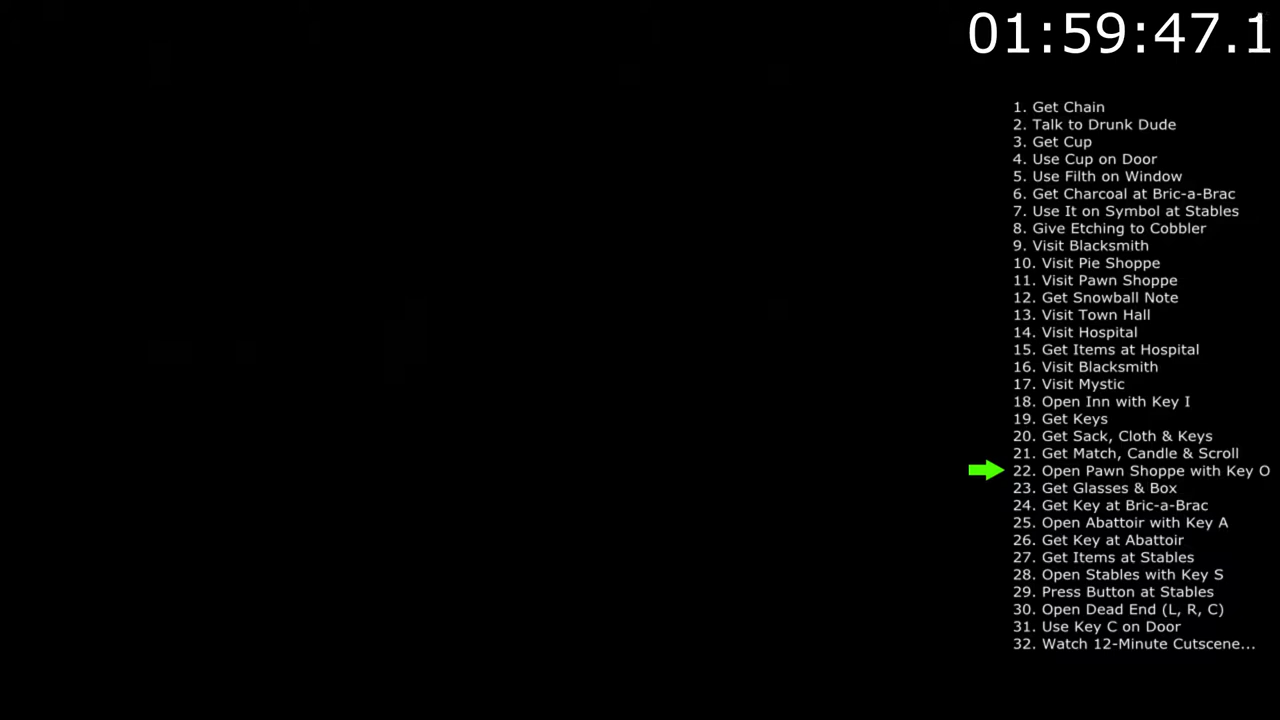 01:59:47.1
1. Get Chain
2. Talk to Drunk Dude
3. Get Cup
4. Use Cup on Door
5. Use Filth on Window
6. Get Charcoal at Bric-a-Brac
7. Use It on Symbol at Stables
8. Give Etching to Cobbler
9. Visit Blacksmith
10. Visit Pie Shoppe
11. Visit Pawn Shoppe
12. Get Snowball Note
13. Visit Town Hall
14. Visit Hospital
15. Get Items at Hospital
16. Visit Blacksmith
17. Visit Mystic
18. Open Inn with Key I
19. Get Keys
20. Get Sack, Cloth & Keys
21. Get Match, Candle & Scroll
22. Open Pawn Shoppe with Key O
23. Get Glasses & Box
24. Get Key at Bric-a-Brac
25. Open Abattoir with Key A
26. Get Key at Abattoir
27. Get Items at Stables
28. Open Stables with Key S
29. Press Button at Stables
30. Open Dead End (L, R, C)
31. Use Key C on Door
32. Watch 12-Minute Cutscene...